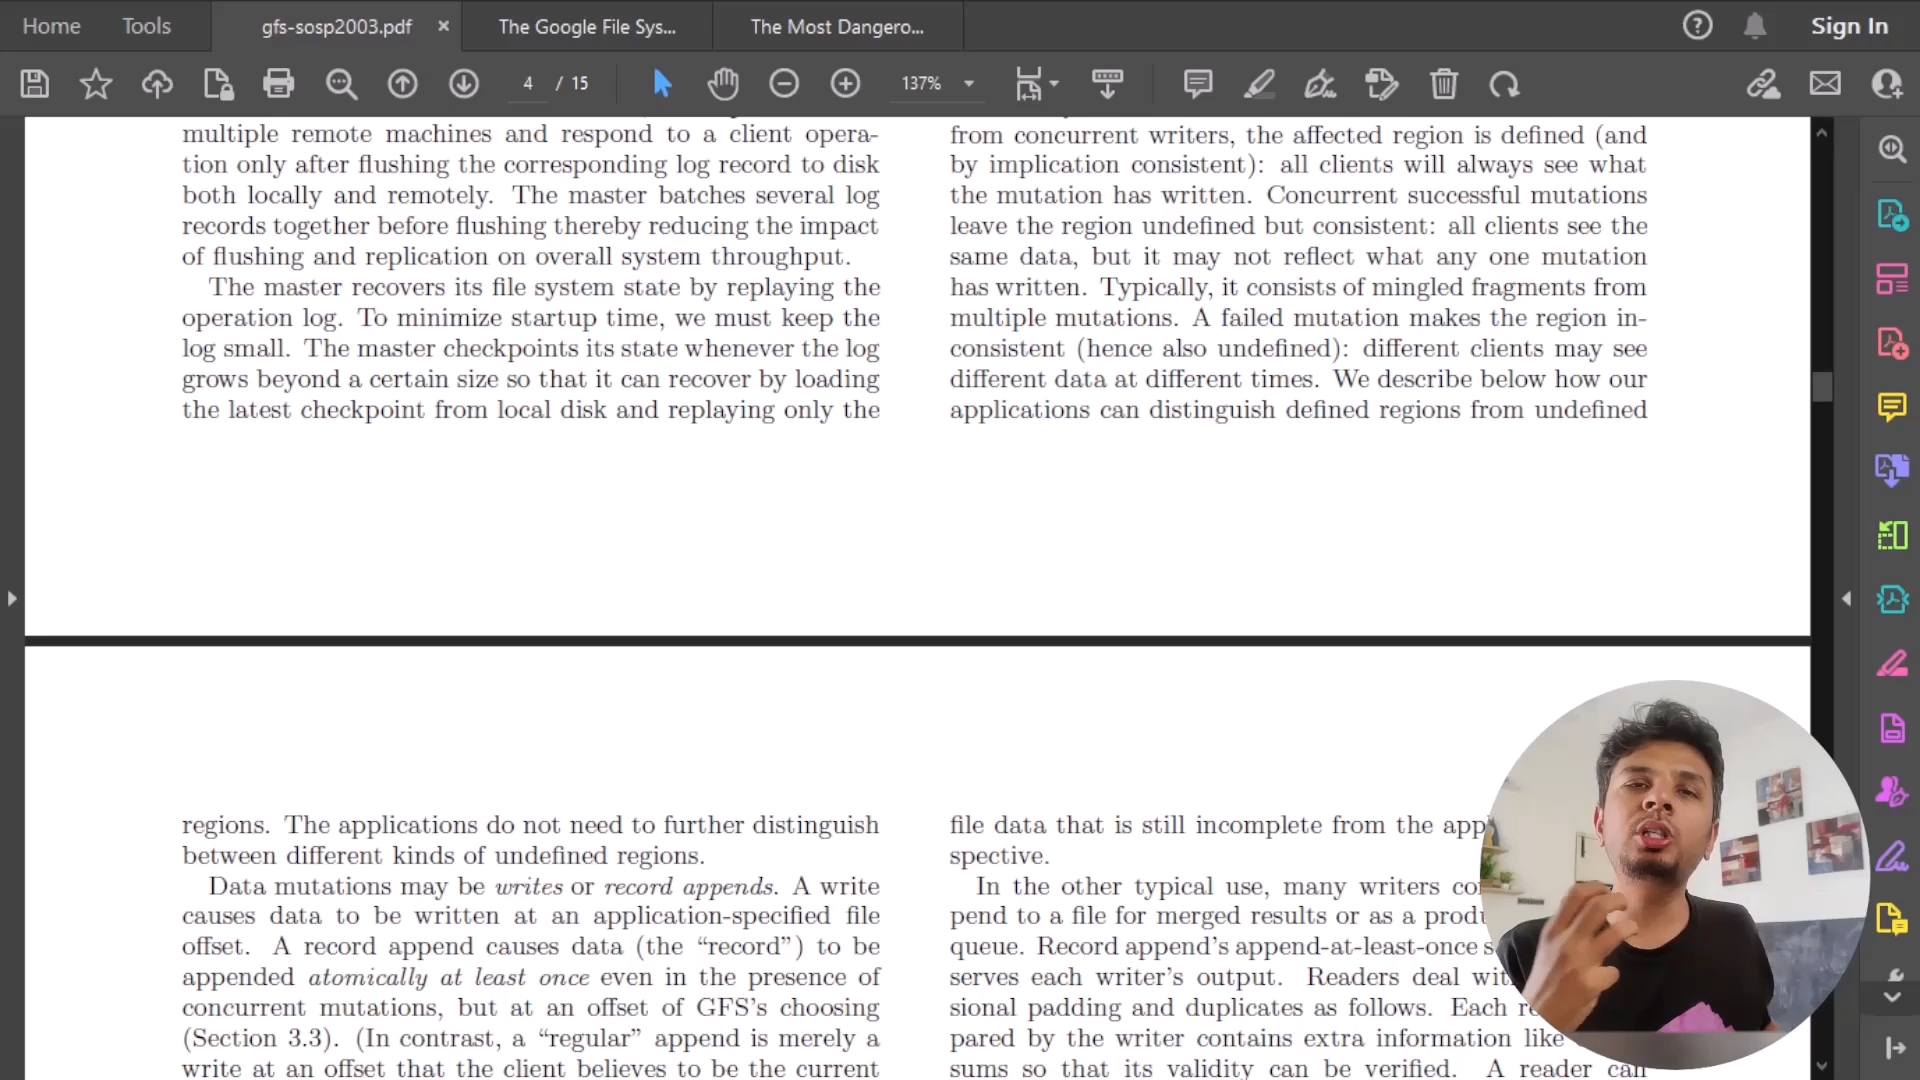 Home
Tools
gfs-sosp2003.pdf
The Google File Sys...
The Most Dangero...
Sign In
4 / 15
137%
multiple remote machines and respond to a client opera-
tion only after flushing the corresponding log record to disk
both locally and remotely. The master batches several log
records together before flushing thereby reducing the impact
of flushing and replication on overall system throughput.
The master recovers its file system state by replaying the
operation log. To minimize startup time, we must keep the
log small. The master checkpoints its state whenever the log
grows beyond a certain size so that it can recover by loading
the latest checkpoint from local disk and replaying only the
from concurrent writers, the affected region is defined (and
by implication consistent): all clients will always see what
the mutation has written. Concurrent successful mutations
leave the region undefined but consistent: all clients see the
same data, but it may not reflect what any one mutation
has written. Typically, it consists of mingled fragments from
multiple mutations. A failed mutation makes the region in-
consistent (hence also undefined): different clients may see
different data at different times. We describe below how our
applications can distinguish defined regions from undefined
regions. The applications do not need to further distinguish
between different kinds of undefined regions.
Data mutations may be writes or record appends. A write
causes data to be written at an application-specified file
offset. A record append causes data (the “record”) to be
appended atomically at least once even in the presence of
concurrent mutations, but at an offset of GFS's choosing
(Section 3.3). (In contrast, a “regular” append is merely a
write at an offset that the client believes to be the current
file data that is still incomplete from the app
spective.
In the other typical use, many writers co
pend to a file for merged results or as a produ
queue. Record append's append-at-least-once s
serves each writer's output. Readers deal wit
sional padding and duplicates as follows. Each re
pared by the writer contains extra information like
sums so that its validity can be verified. A reader can